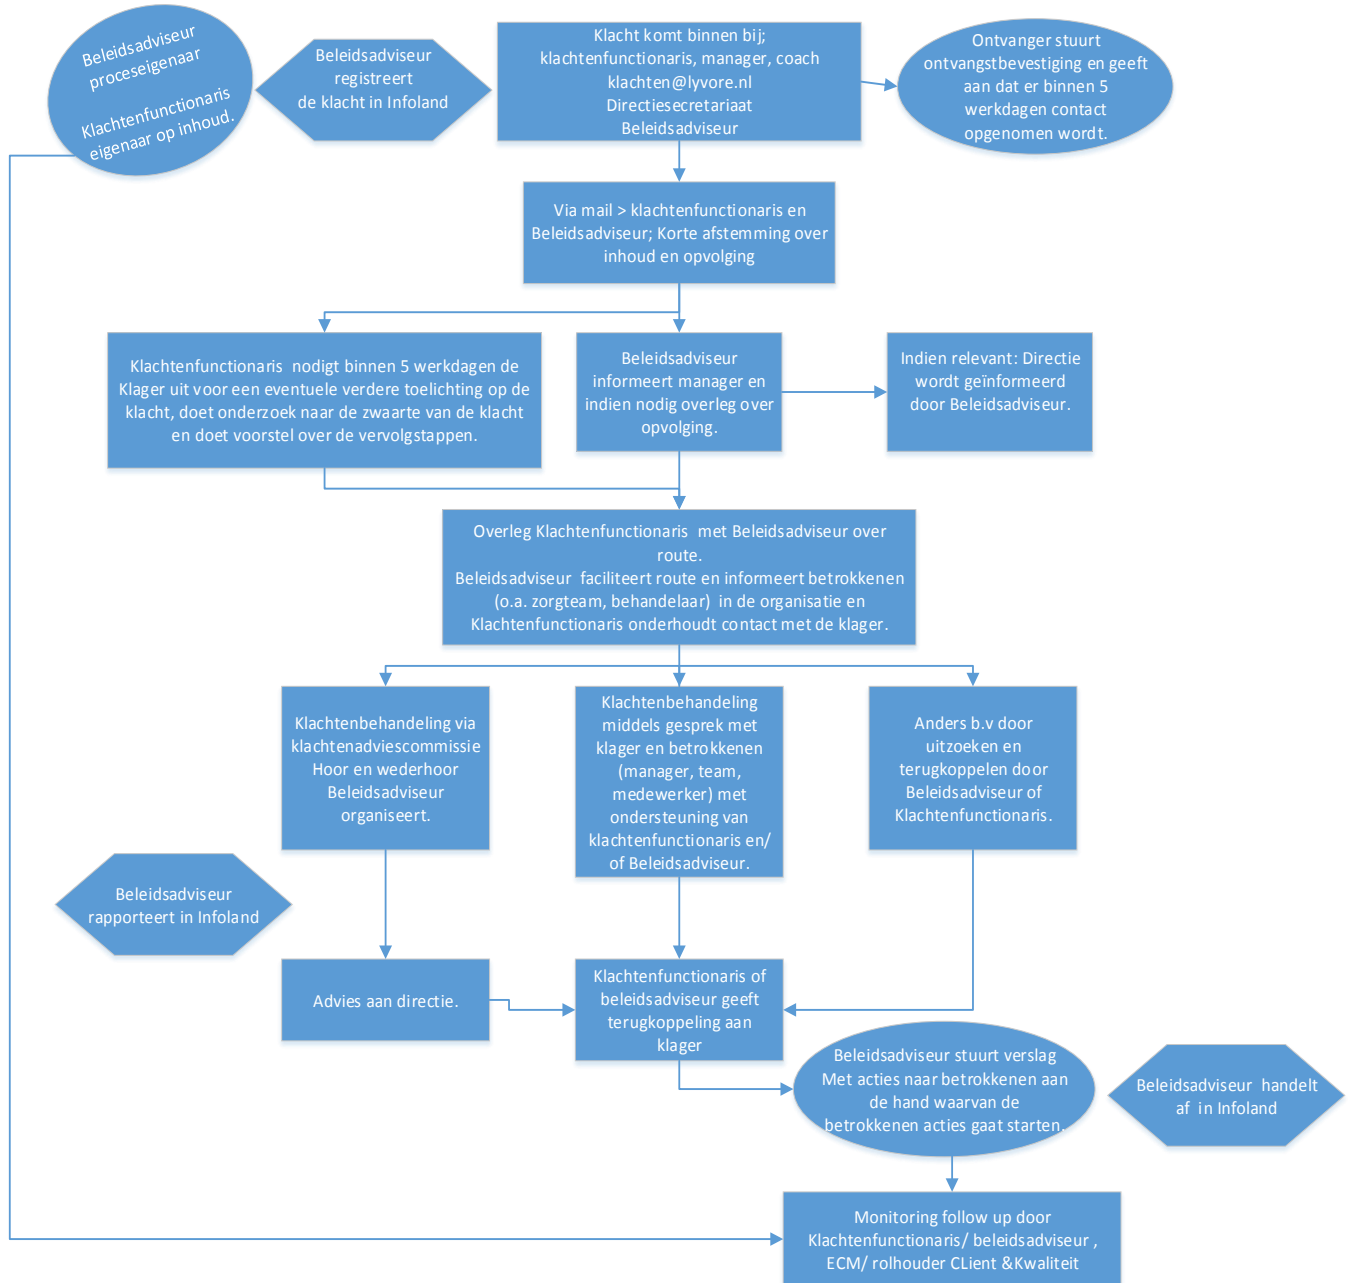 Beleidsadviseur
proceseigenaar
Klachtenfunctionaris
eigenaar op inhoud.
Beleidsadviseur
registreert
de klacht in Infoland
Klacht komt binnen bij;
klachtenfunctionaris, manager, coach
klachten@lyvore.nl
Directiesecretariaat
Beleidsadviseur
Ontvanger stuurt
ontvangstbevestiging en geeft
aan dat er binnen 5
werkdagen contact
opgenomen wordt.
Via mail > klachtenfunctionaris en
Beleidsadviseur; Korte afstemming over
inhoud en opvolging
Klachtenfunctionaris nodigt binnen 5 werkdagen de
Klager uit voor een eventuele verdere toelichting op de
klacht, doet onderzoek naar de zwaarte van de klacht
en doet voorstel over de vervolgstappen.
Beleidsadviseur
informeert manager en
indien nodig overleg over
opvolging.
Indien relevant: Directie
wordt geïnformeerd
door Beleidsadviseur.
Overleg Klachtenfunctionaris met Beleidsadviseur over
route.
Beleidsadviseur faciliteert route en informeert betrokkenen
(o.a. zorgteam, behandelaar) in de organisatie en
Klachtenfunctionaris onderhoudt contact met de klager.
Klachtenbehandeling via
klachtenadviescommissie
Hoor en wederhoor
Beleidsadviseur
organiseert.
Klachtenbehandeling
middels gesprek met
klager en betrokkenen
(manager, team,
medewerker) met
ondersteuning van
klachtenfunctionaris en/
of Beleidsadviseur.
Anders b.v door
uitzoeken en
terugkoppelen door
Beleidsadviseur of
Klachtenfunctionaris.
Beleidsadviseur
rapporteert in Infoland
Advies aan directie.
Klachtenfunctionaris of
beleidsadviseur geeft
terugkoppeling aan
klager
Beleidsadviseur stuurt verslag
Met acties naar betrokkenen aan
de hand waarvan de
betrokkenen acties gaat starten.
Beleidsadviseur handelt
af in Infoland
Monitoring follow up door
Klachtenfunctionaris/ beleidsadviseur ,
ECM/ rolhouder CLient &Kwaliteit